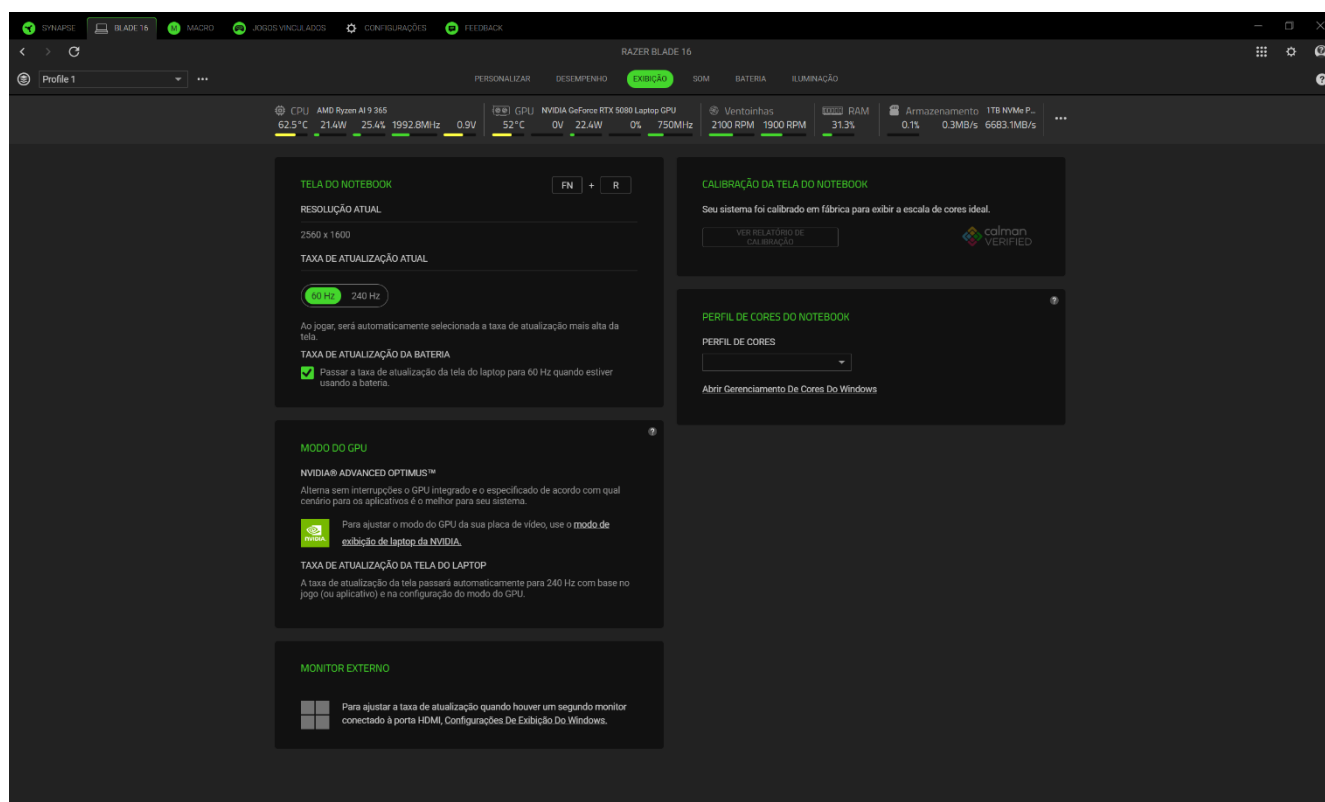 SYNAPSE BLADE 16 MACRO JOGOS VINCULADOS CONFIGURAÇÕES FEEDBACK
RAZER BLADE 16
Profile 1
PERSONALIZAR DESEMPENHO EXIBIÇÃO SOM BATERIA ILUMINAÇÃO
CPU AMD Ryzen AI 9 365
62.5°C 21.4W 25.4% 1992.8MHz 0.9V
GPU NVIDIA GeForce RTX 5080 Laptop GPU
52°C 0V 22.4W 0% 750MHz
Ventoinhas
2100 RPM 1900 RPM
RAM
31.3%
Armazenamento 1TB NVMe P...
0.1% 0.3MB/s 6683.1MB/s
TELA DO NOTEBOOK FN + R
RESOLUÇÃO ATUAL
2560 x 1600
TAXA DE ATUALIZAÇÃO ATUAL
60 Hz 240 Hz
Ao jogar, será automaticamente selecionada a taxa de atualização mais alta da
tela.
TAXA DE ATUALIZAÇÃO DA BATERIA
Passar a taxa de atualização da tela do laptop para 60 Hz quando estiver
usando a bateria.
MODO DO GPU
NVIDIA® ADVANCED OPTIMUS™
Alterna sem interrupções o GPU integrado e o especificado de acordo com qual
cenário para os aplicativos é o melhor para seu sistema.
NVIDIA.
Para ajustar o modo do GPU da sua placa de vídeo, use o modo de
exibição de laptop da NVIDIA.
TAXA DE ATUALIZAÇÃO DA TELA DO LAPTOP
A taxa de atualização da tela passará automaticamente para 240 Hz com base no
jogo (ou aplicativo) e na configuração do modo do GPU.
MONITOR EXTERNO
Para ajustar a taxa de atualização quando houver um segundo monitor
conectado à porta HDMI, Configurações De Exibição Do Windows.
CALIBRAÇÃO DA TELA DO NOTEBOOK
Seu sistema foi calibrado em fábrica para exibir a escala de cores ideal.
VER RELATÓRIO DE
CALIBRAÇÃO
calman
VERIFIED
PERFIL DE CORES DO NOTEBOOK
PERFIL DE CORES
Abrir Gerenciamento De Cores Do Windows